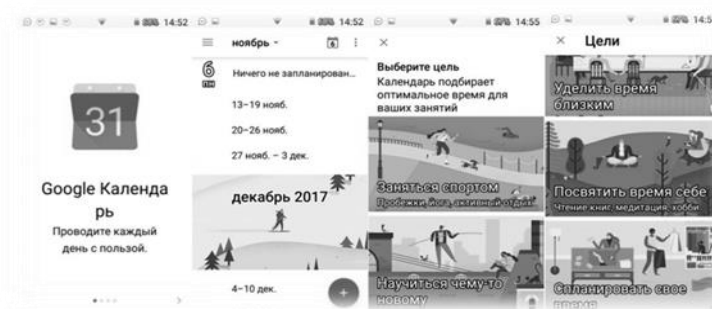 14:52
31
Google Календа
рь
Проводите каждый
день с пользой.
14:52
ноябрь
6
6
пн
Ничего не запланирован...
13–19 нояб.
20–26 нояб.
27 нояб. – 3 дек.
декабрь 2017
4–10 дек.
+
14:55
×
Выберите цель
Календарь подбирает
оптимальное время для
ваших занятий
Заняться спортом
Пробежки, йога, активный отдых
Научиться чему-то
новому
× Цели
Уделить время
близким
Посвятить время себе
Чтение книг, медитация, хобби
Спланировать свое
время